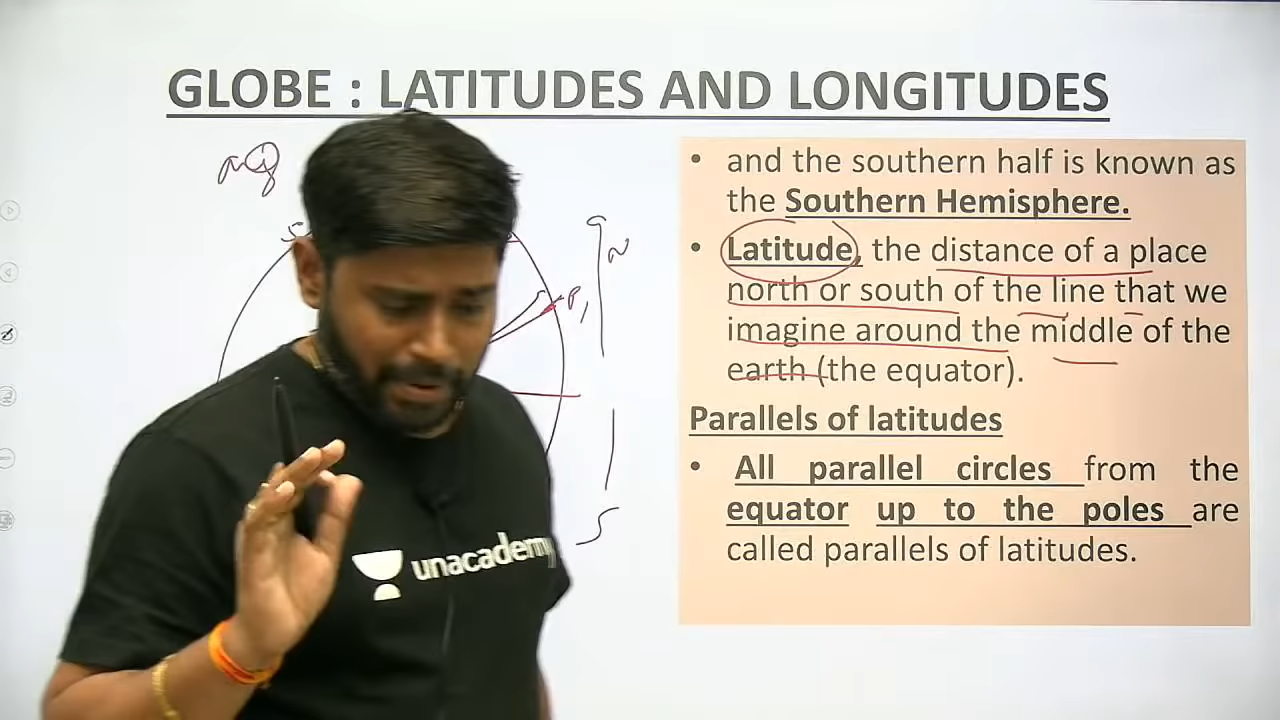 GLOBE : LATITUDES AND LONGITUDES
• and the southern half is known as
the Southern Hemisphere.
• Latitude, the distance of a place
north or south of the line that we
imagine around the middle of the
earth (the equator).
Parallels of latitudes
• All parallel circles from the
equator up to the poles are
called parallels of latitudes.
N
P1
S
unacademy